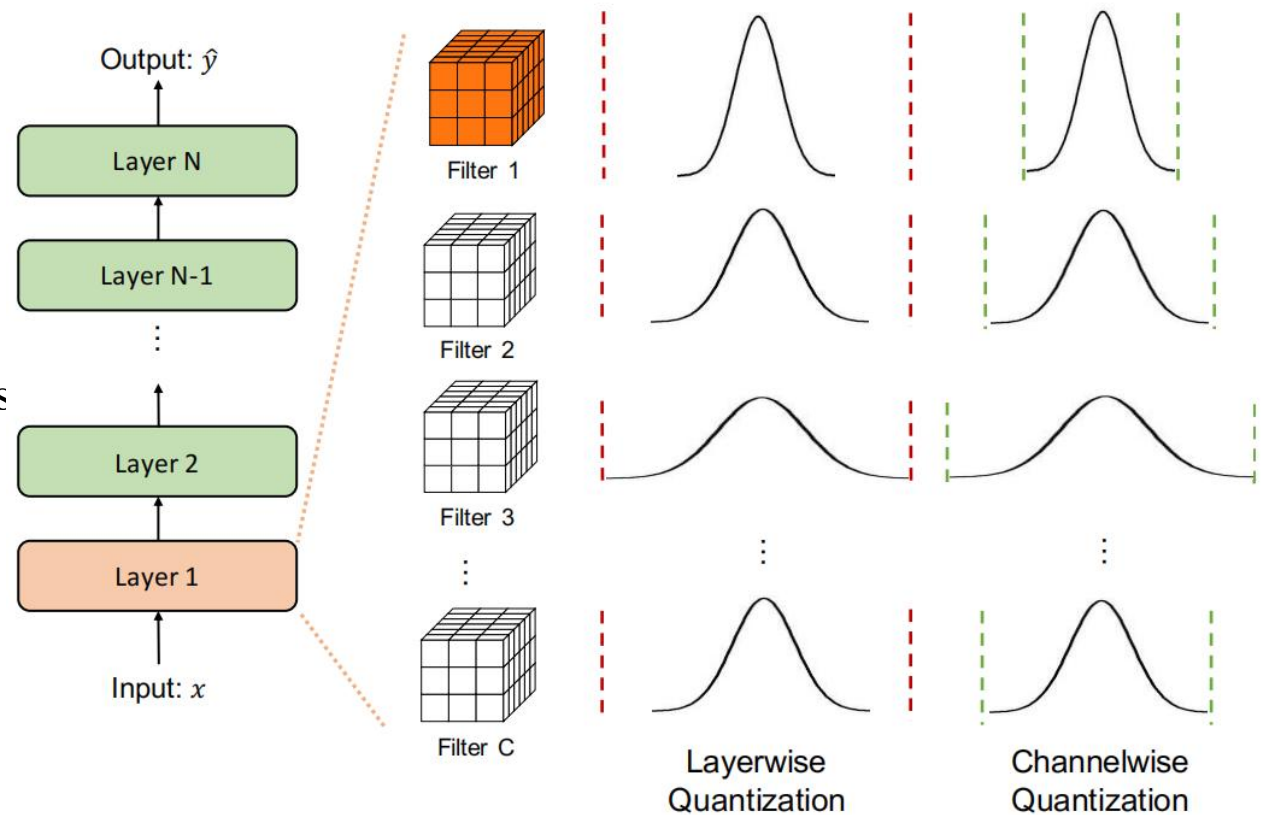 Output: ŷ
Layer N
Layer N-1
⋮
Layer 2
Layer 1
Input: x
s
Filter 1
Filter 2
Filter 3
⋮
Filter C
⋮
⋮
Layerwise
Quantization
Channelwise
Quantization